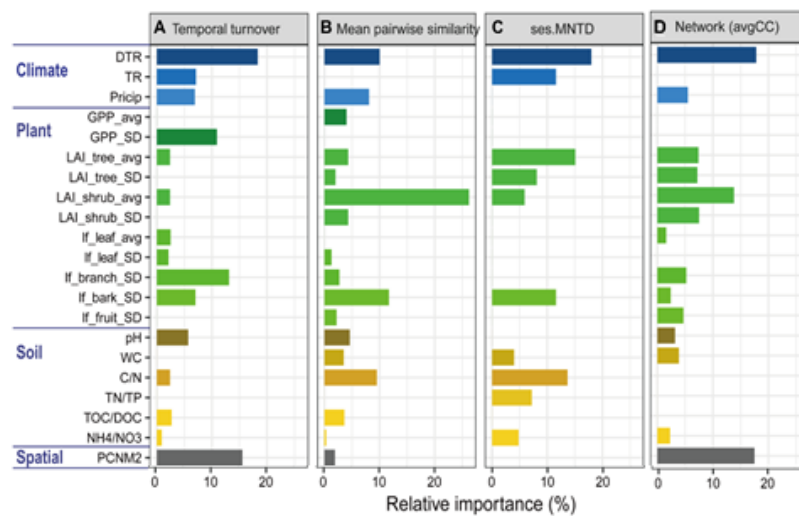 A Temporal turnover
B Mean pairwise similarity
C ses.MNTD
D Network (avgCC)
Climate
DTR
TR
Pricip
Plant
GPP_avg
GPP_SD
LAI_tree_avg
LAI_tree_SD
LAI_shrub_avg
LAI_shrub_SD
lf_leaf_avg
lf_leaf_SD
lf_branch_SD
lf_bark_SD
lf_fruit_SD
Soil
pH
WC
C/N
TN/TP
TOC/DOC
NH4/NO3
Spatial
PCNM2
0 10 20 0 10 20 0 10 20 0 10 20
Relative importance (%)